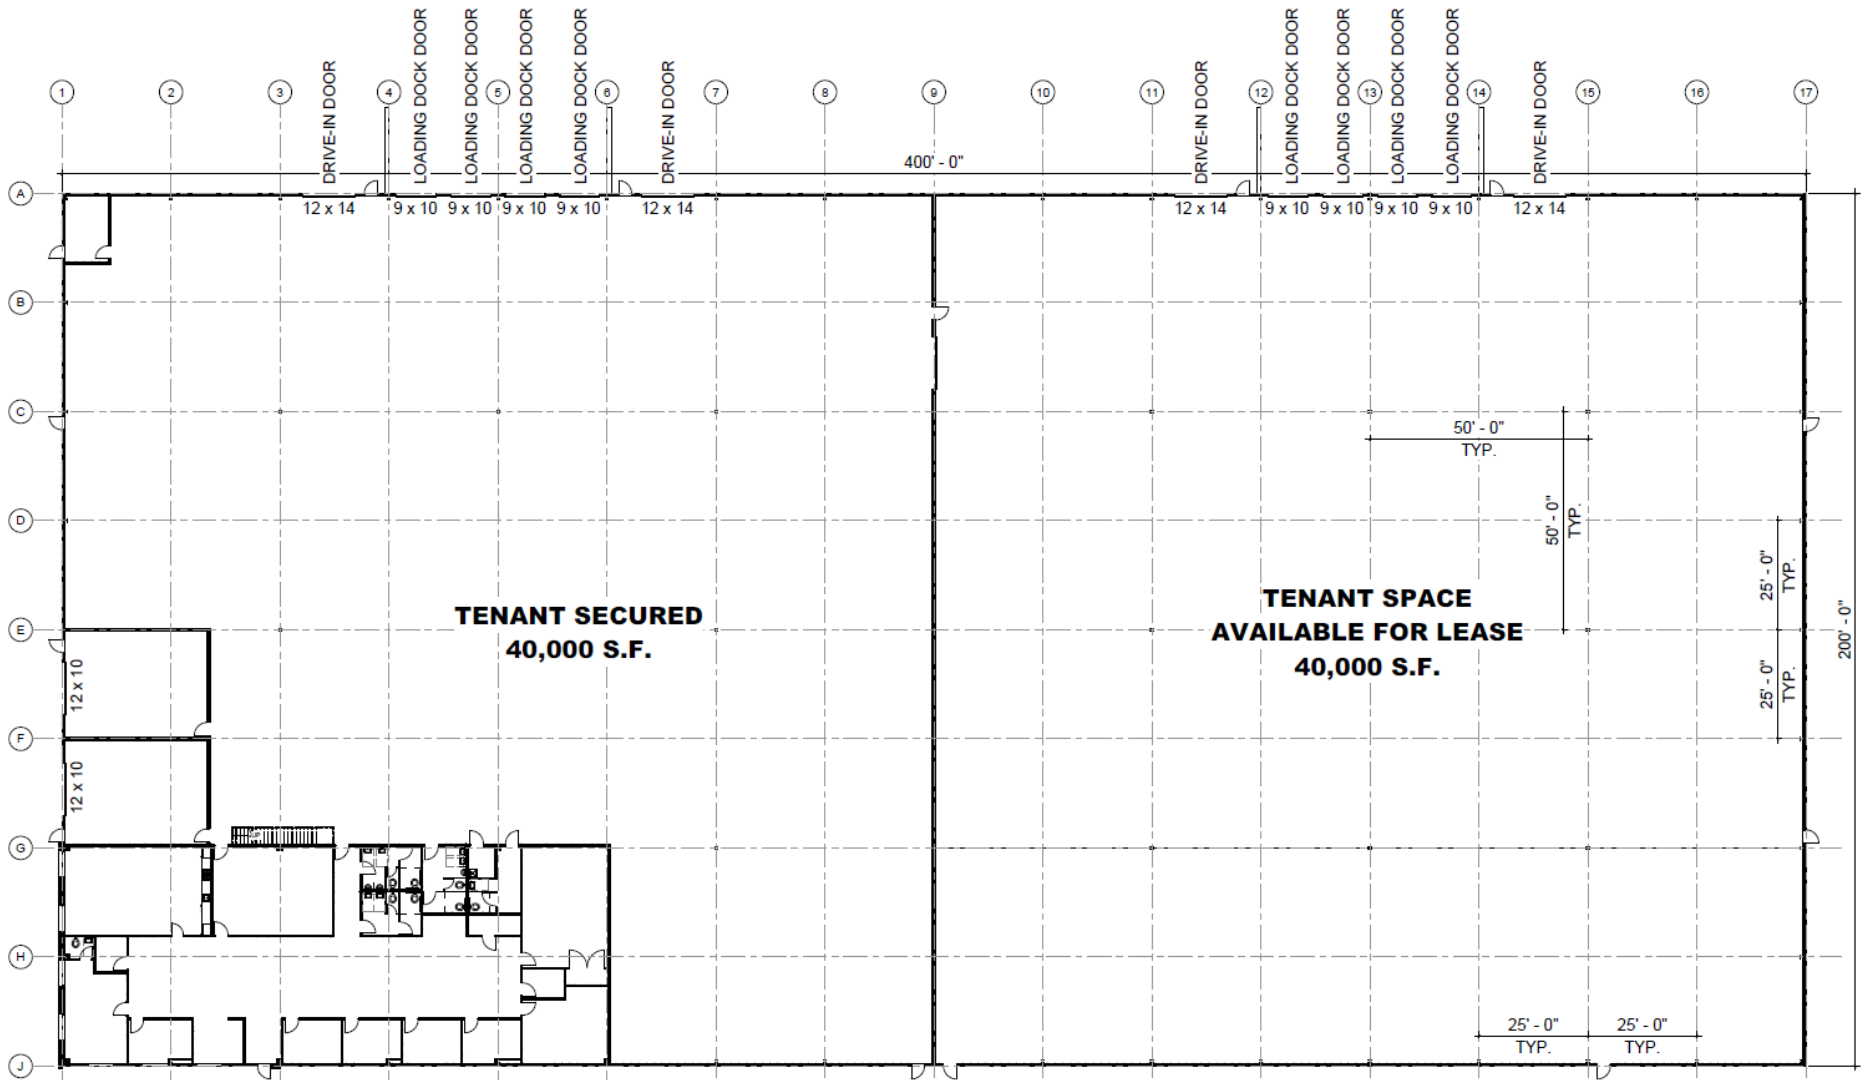 DRIVE-IN DOOR
LOADING DOCK DOOR
LOADING DOCK DOOR
LOADING DOCK DOOR
LOADING DOCK DOOR
DRIVE-IN DOOR
DRIVE-IN DOOR
LOADING DOCK DOOR
LOADING DOCK DOOR
LOADING DOCK DOOR
LOADING DOCK DOOR
DRIVE-IN DOOR
1 2 3 4 5 6 7 8 9 10 11 12 13 14 15 16 17
400' - 0"
A
12 x 14 9 x 10 9 x 10 9 x 10 9 x 10 12 x 14 12 x 14 9 x 10 9 x 10 9 x 10 9 x 10 12 x 14
B
C
50' - 0"
TYP.
50' - 0"
TYP.
D
25' - 0"
TYP.
TENANT SECURED
40,000 S.F.
TENANT SPACE
AVAILABLE FOR LEASE
40,000 S.F.
E
200' - 0"
12 x 10
25' - 0"
TYP.
F
12 x 10
UP
G
H
25' - 0" 25' - 0"
TYP. TYP.
J